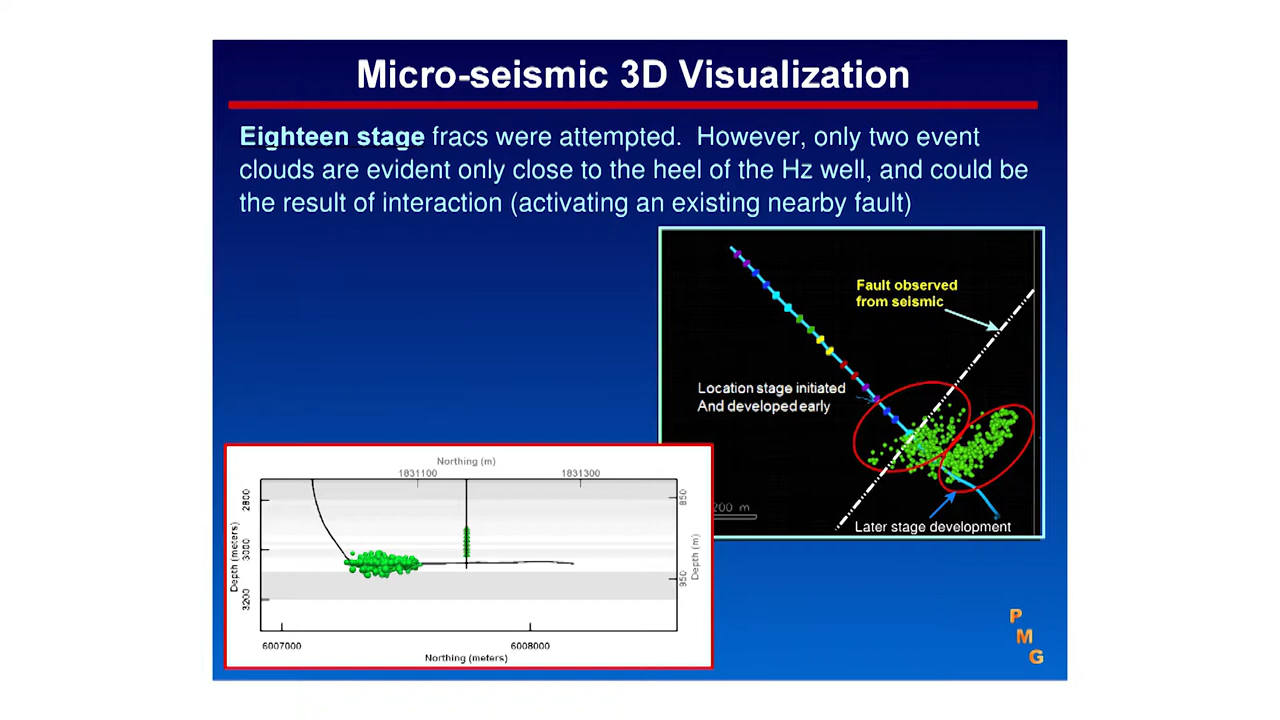 Micro-seismic 3D Visualization
Eighteen stage fracs were attempted. However, only two event
clouds are evident only close to the heel of the Hz well, and could be
the result of interaction (activating an existing nearby fault)
Fault observed
from seismic
Location stage initiated
And developed early
200 m
Later stage development
Northing (m)
1831100 1831300
2800
3000
3200
Depth (meters)
850
950
Depth (m)
6007000 6008000
Northing (meters)
P
M
G